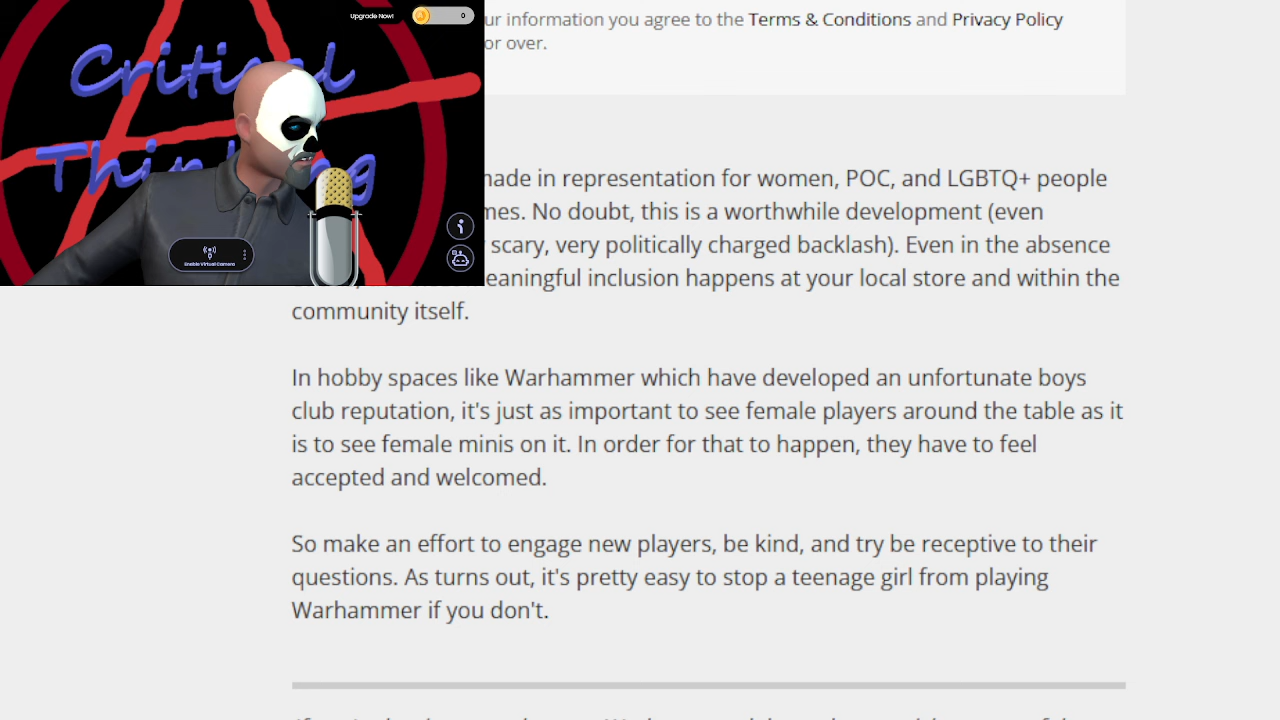 Upgrade Now!
0
Critical
Thinking
Enable Virtual Camera
ur information you agree to the Terms & Conditions and Privacy Policy
or over.
made in representation for women, POC, and LGBTQ+ people
mes. No doubt, this is a worthwhile development (even
scary, very politically charged backlash). Even in the absence
eaningful inclusion happens at your local store and within the
community itself.
In hobby spaces like Warhammer which have developed an unfortunate boys
club reputation, it's just as important to see female players around the table as it
is to see female minis on it. In order for that to happen, they have to feel
accepted and welcomed.
So make an effort to engage new players, be kind, and try be receptive to their
questions. As turns out, it's pretty easy to stop a teenage girl from playing
Warhammer if you don't.